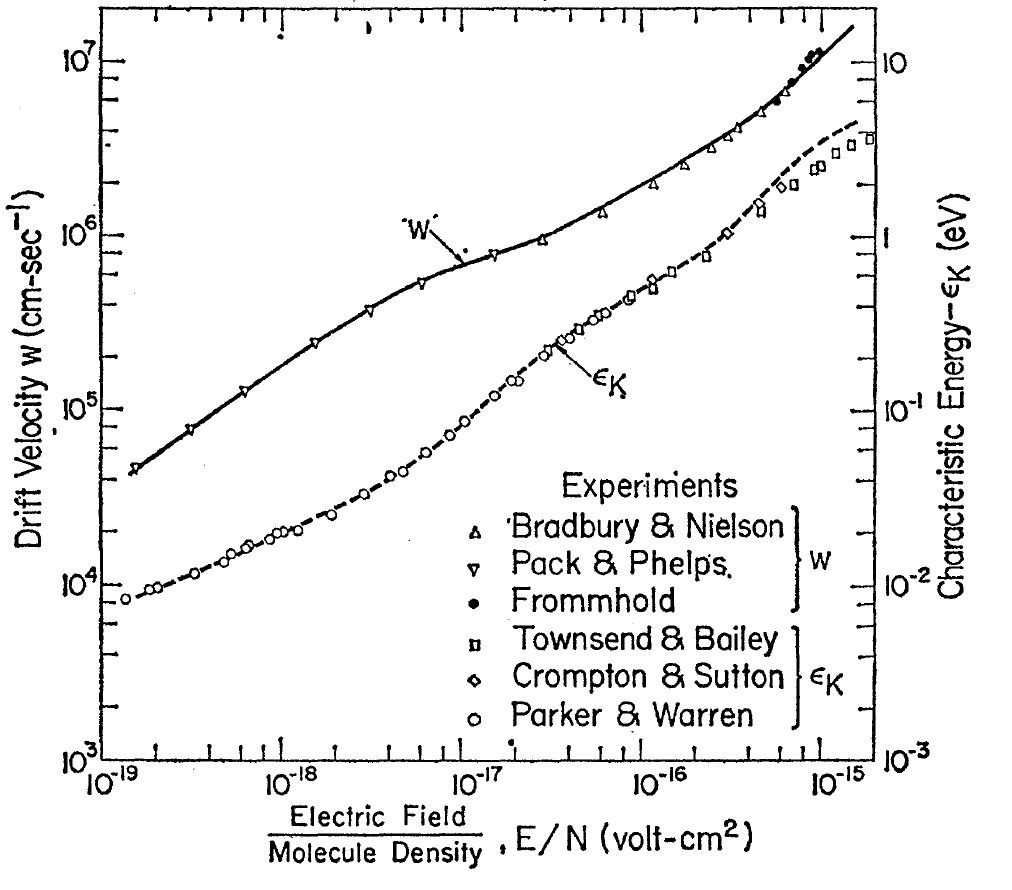 10⁷
10⁶
10⁵
10⁴
10³
Drift Velocity w (cm-sec⁻¹)
W
ϵK
10
1
10⁻¹
10⁻²
10⁻³
Characteristic Energy-ϵK (eV)
Experiments
△ Bradbury & Nielson
▽ Pack & Phelps
● Frommhold
} W
□ Townsend & Bailey
◇ Crompton & Sutton
○ Parker & Warren
} ϵK
10⁻¹⁹ 10⁻¹⁸ 10⁻¹⁷ 10⁻¹⁶ 10⁻¹⁵
Electric Field
Molecule Density , E/N (volt-cm²)